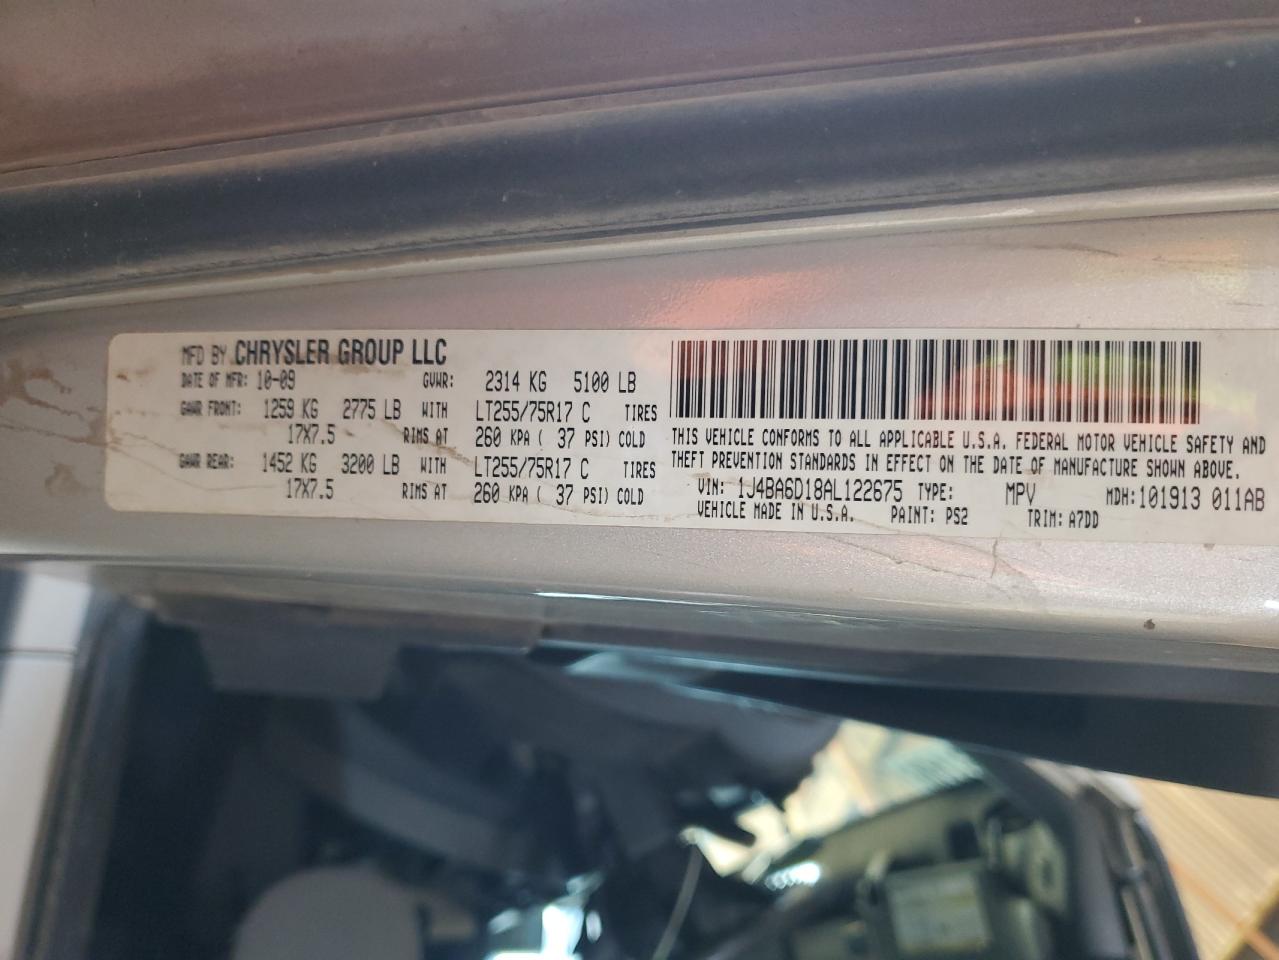 MFD BY CHRYSLER GROUP LLC
DATE OF MFR: 10-09 GVWR: 2314 KG 5100 LB
GAWR FRONT: 1259 KG 2775 LB WITH LT255/75R17 C TIRES
17X7.5 RIMS AT 260 KPA ( 37 PSI) COLD
GAWR REAR: 1452 KG 3200 LB WITH LT255/75R17 C TIRES
17X7.5 RIMS AT 260 KPA ( 37 PSI) COLD
THIS VEHICLE CONFORMS TO ALL APPLICABLE U.S.A. FEDERAL MOTOR VEHICLE SAFETY AND
THEFT PREVENTION STANDARDS IN EFFECT ON THE DATE OF MANUFACTURE SHOWN ABOVE.
VIN: 1J4BA6D18AL122675 TYPE: MPV MDH:101913 011AB
VEHICLE MADE IN U.S.A. PAINT: PS2 TRIM: A7DD